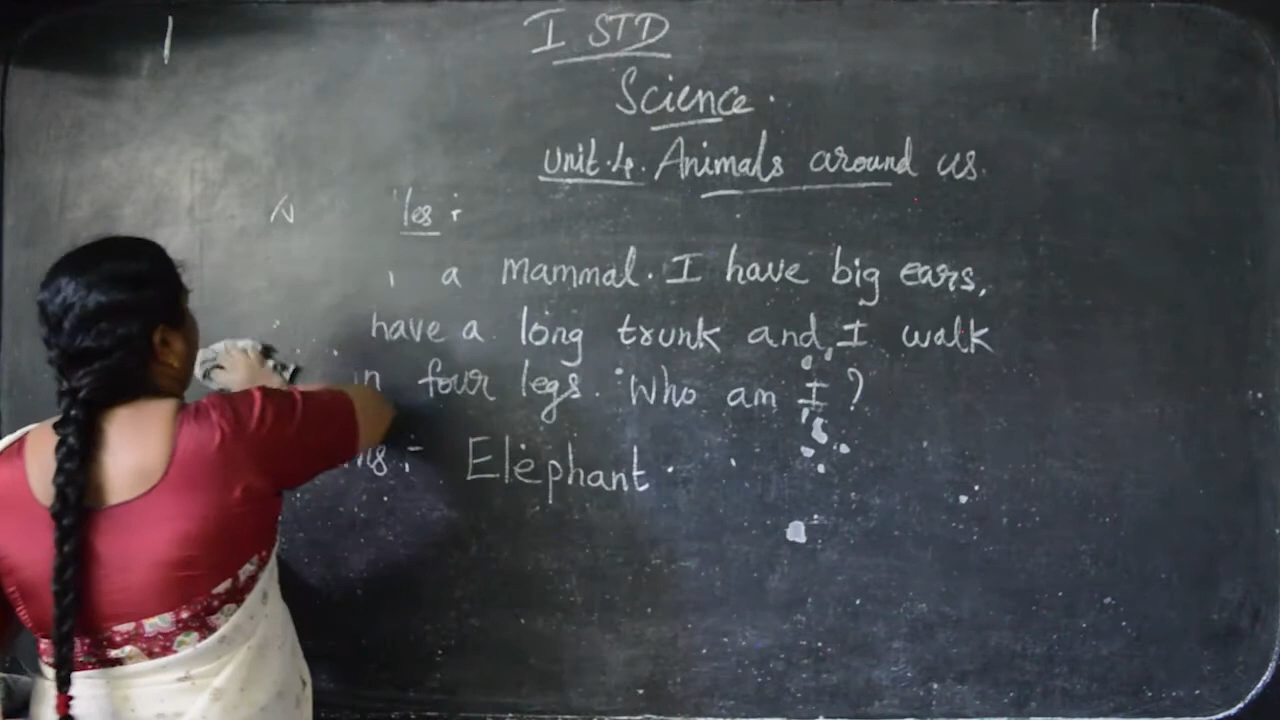 I STD
Science.
Unit.4. Animals around us.
a mammal. I have big ears,
have a long trunk and I walk
in four legs. Who am I?
Elephant.